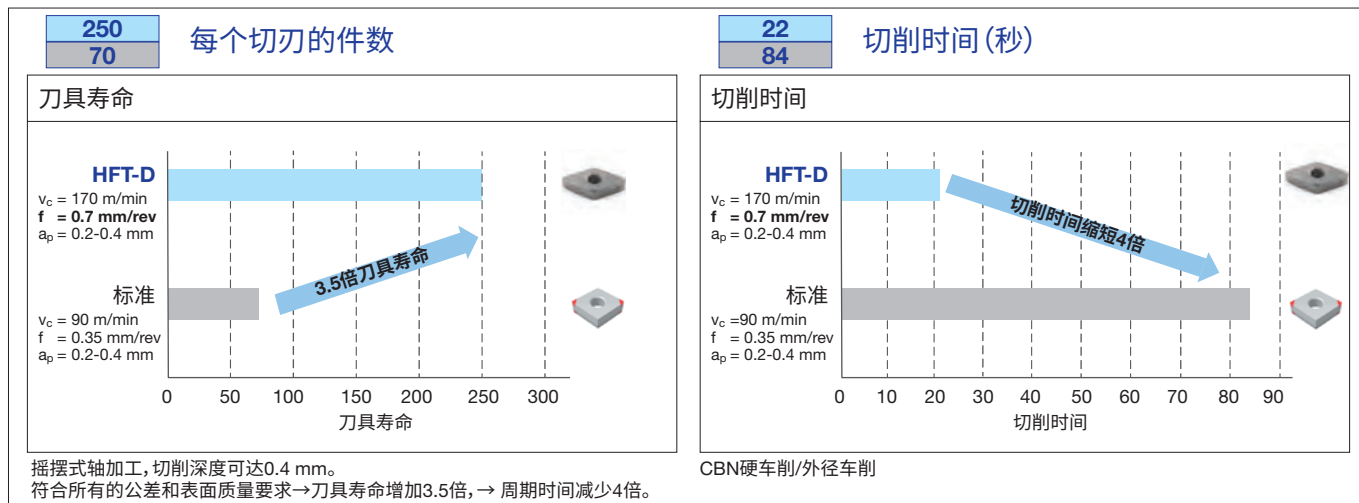 250
70
每个切刃的件数
刀具寿命
HFT-D
vc = 170 m/min
f = 0.7 mm/rev
ap = 0.2-0.4 mm
3.5倍刀具寿命
标准
vc = 90 m/min
f = 0.35 mm/rev
ap = 0.2-0.4 mm
0 50 100 150 200 250 300
刀具寿命
摇摆式轴加工,切削深度可达0.4 mm。
符合所有的公差和表面质量要求→刀具寿命增加3.5倍,→ 周期时间减少4倍。
22
84
切削时间(秒)
切削时间
HFT-D
vc = 170 m/min
f = 0.7 mm/rev
ap = 0.2-0.4 mm
切削时间缩短4倍
标准
vc =90 m/min
f = 0.35 mm/rev
ap = 0.2-0.4 mm
0 10 20 30 40 50 60 70 80 90
切削时间
CBN硬车削/外径车削